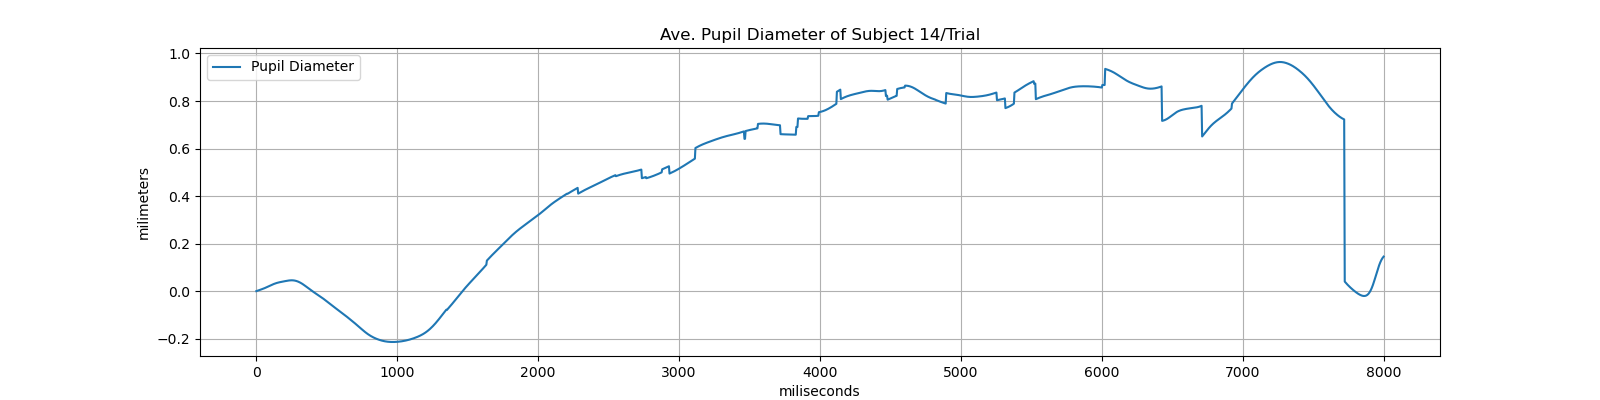 Ave. Pupil Diameter of Subject 14/Trial
Pupil Diameter
1.0
0.8
0.6
0.4
0.2
0.0
−0.2
milimeters
0 1000 2000 3000 4000 5000 6000 7000 8000
miliseconds